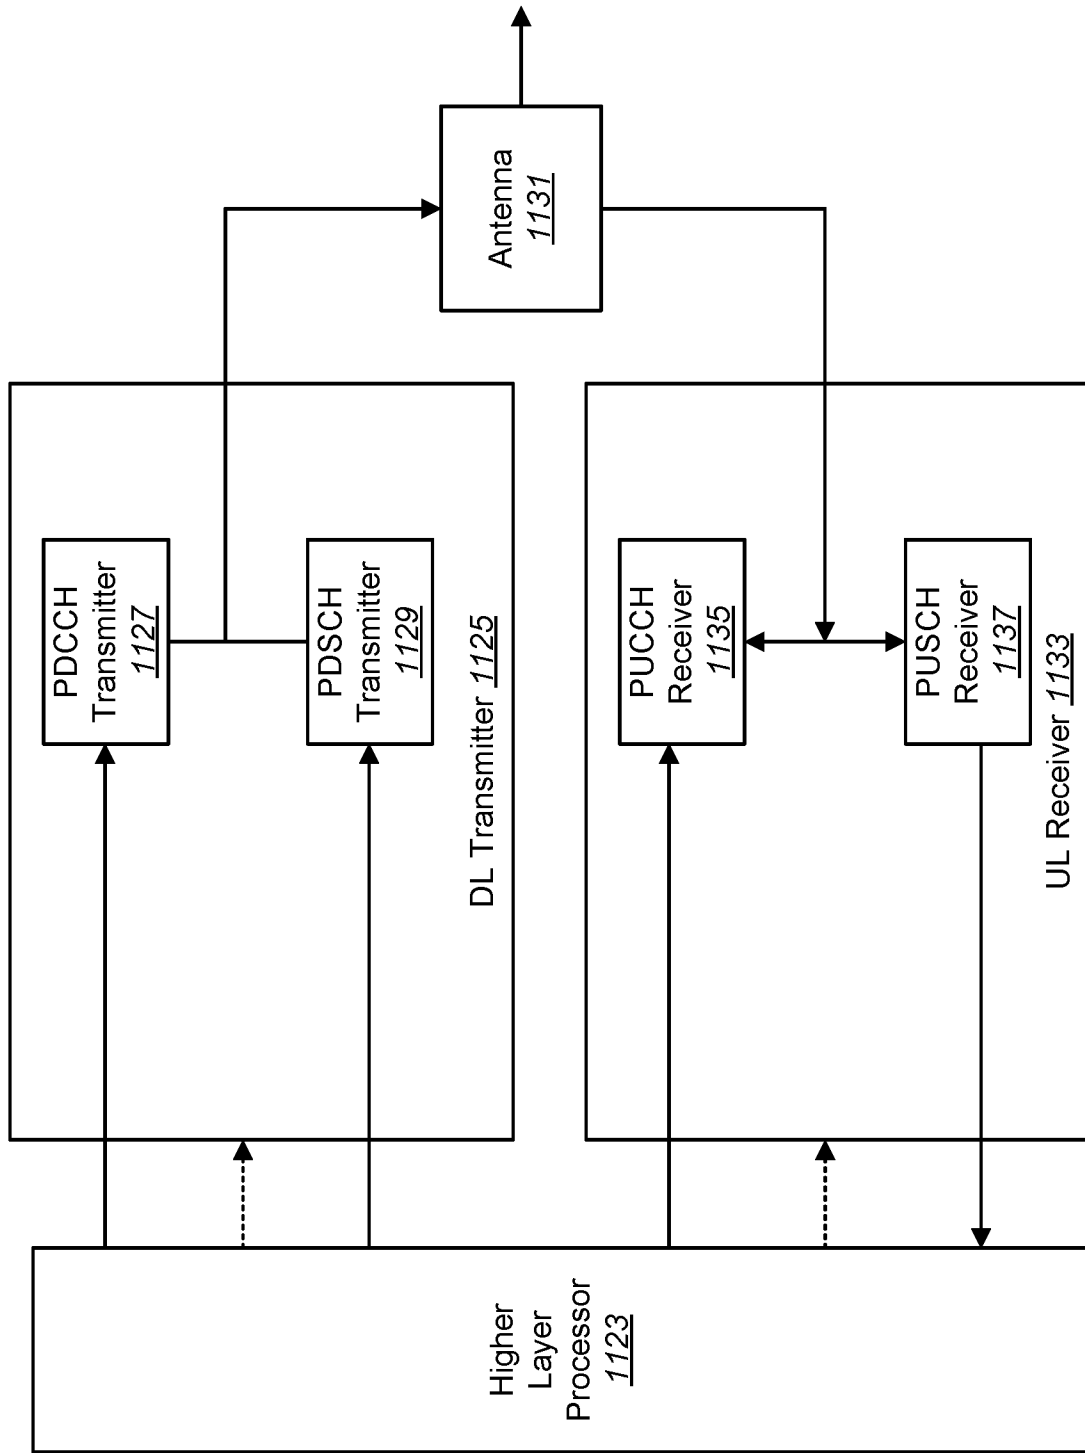 Higher
Layer
Processor
1123
PDCCH
Transmitter
1127
PDSCH
Transmitter
1129
DL Transmitter 1125
PUCCH
Receiver
1135
PUSCH
Receiver
1137
UL Receiver 1133
Antenna
1131